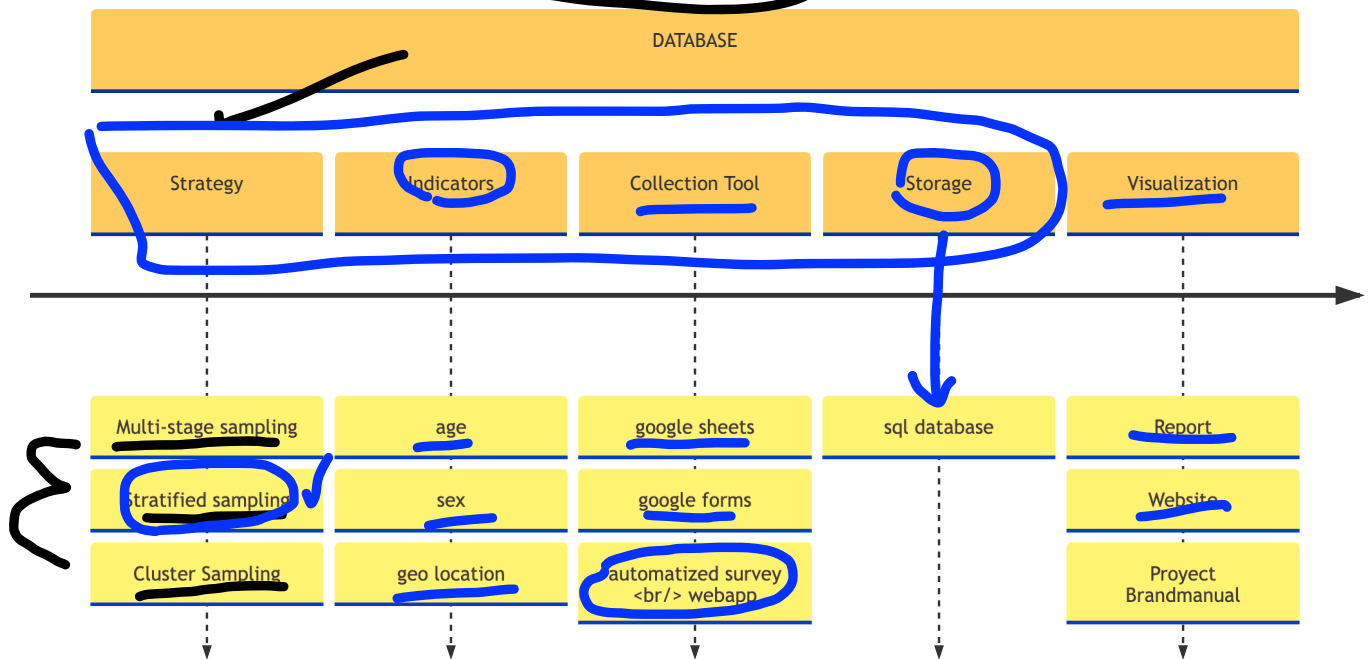 DATABASE
Strategy
Indicators
Collection Tool
Storage
Visualization
Multi-stage sampling
age
google sheets
sql database
Report
Stratified sampling
sex
google forms
Website
Cluster Sampling
geo location
automatized survey
<br/> webapp
Proyect
Brandmanual